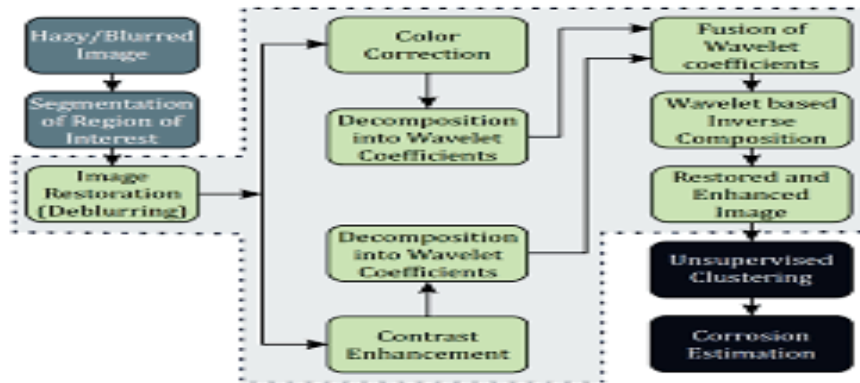 Hazy/Blurred
Image
Segmentation
of Region of
Interest
Image
Restoration
(Deblurring)
Color
Correction
Decomposition
into Wavelet
Coefficients
Decomposition
into Wavelet
Coefficients
Contrast
Enhancement
Fusion of
Wavelet
coefficients
Wavelet based
Inverse
Composition
Restored and
Enhanced
Image
Unsupervised
Clustering
Corrosion
Estimation